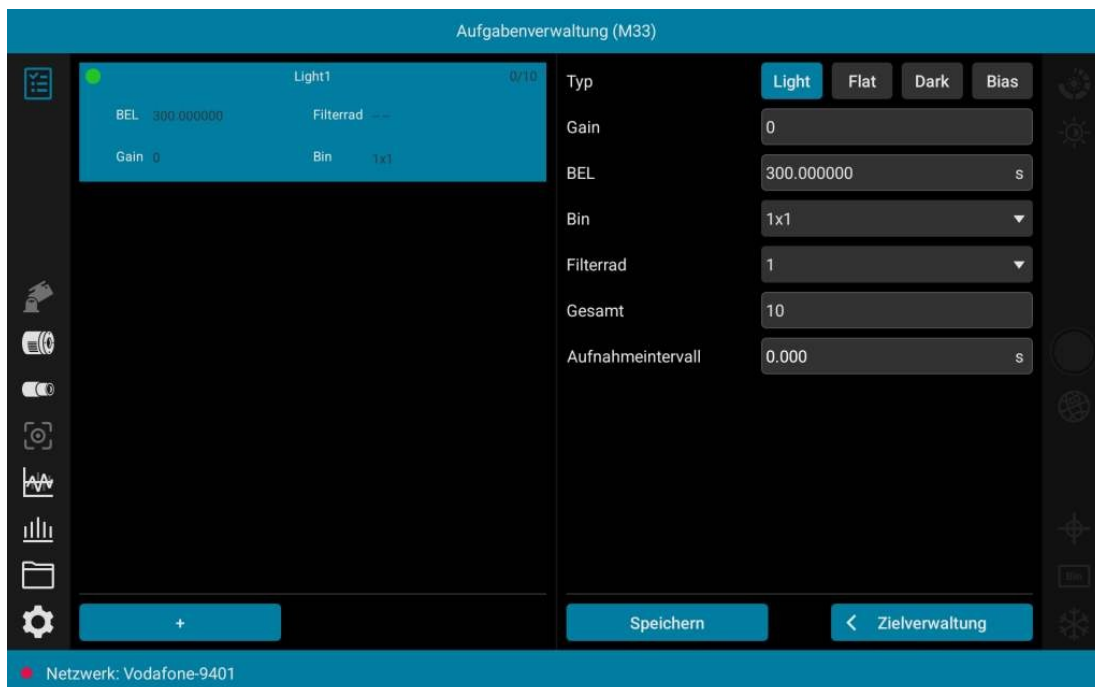 Aufgabenverwaltung (M33)
Light1 0/10
BEL 300.000000 Filterrad --
Gain 0 Bin 1x1
+
Typ Light Flat Dark Bias
Gain 0
BEL 300.000000 s
Bin 1x1
Filterrad 1
Gesamt 10
Aufnahmeintervall 0.000 s
Speichern < Zielverwaltung
Bin
Netzwerk: Vodafone-9401